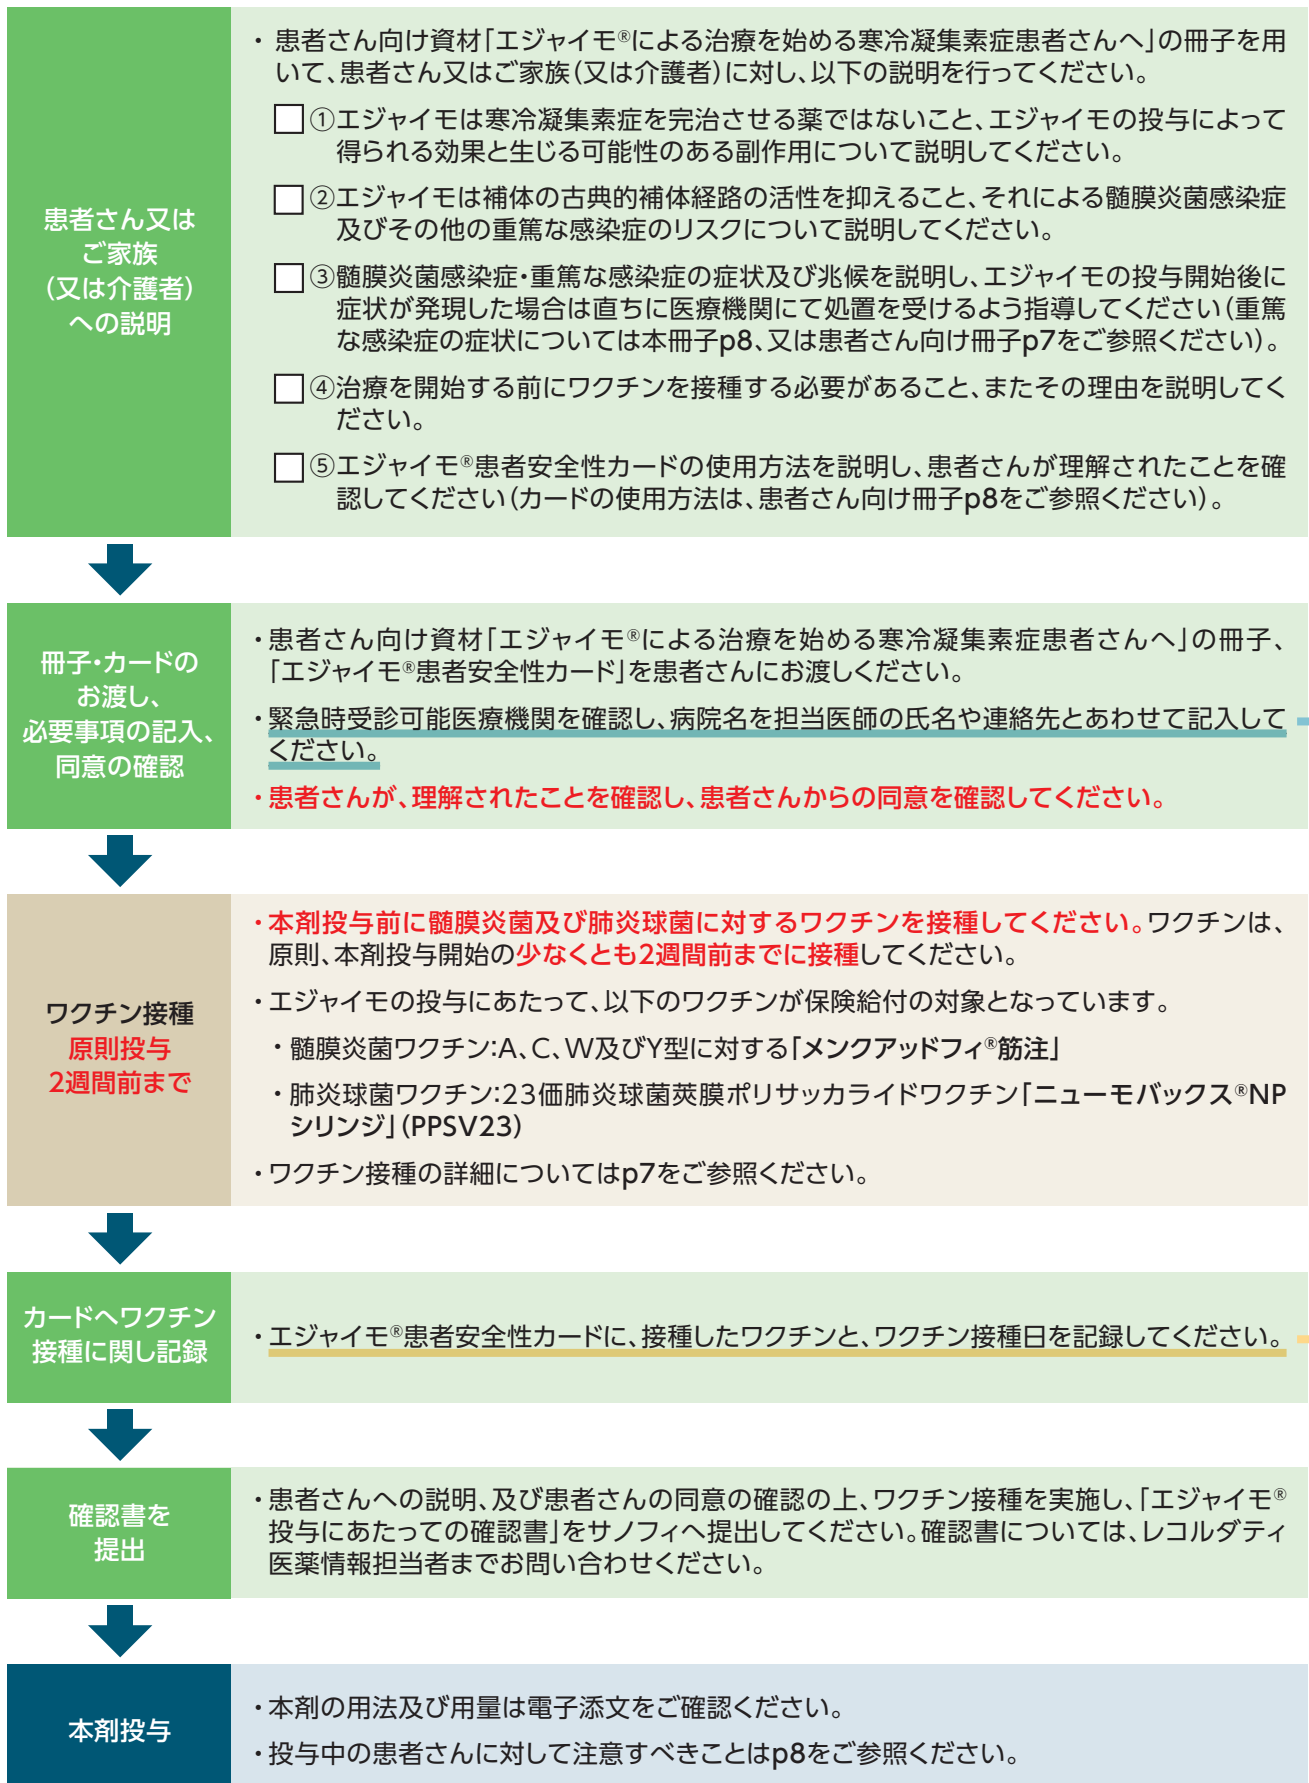 患者さん又は
ご家族
（又は介護者）
への説明
・患者さん向け資材「エジャイモ®による治療を始める寒冷凝集素症患者さんへ」の冊子を用
いて、患者さん又はご家族（又は介護者）に対し、以下の説明を行ってください。
①エジャイモは寒冷凝集素症を完治させる薬ではないこと、エジャイモの投与によって
得られる効果と生じる可能性のある副作用について説明してください。
②エジャイモは補体の古典的補体経路の活性を抑えること、それによる髄膜炎菌感染症
及びその他の重篤な感染症のリスクについて説明してください。
③髄膜炎菌感染症・重篤な感染症の症状及び兆候を説明し、エジャイモの投与開始後に
症状が発現した場合は直ちに医療機関にて処置を受けるよう指導してください（重篤
な感染症の症状については本冊子p8、又は患者さん向け冊子p7をご参照ください）。
④治療を開始する前にワクチンを接種する必要があること、またその理由を説明してく
ださい。
⑤エジャイモ®患者安全性カードの使用方法を説明し、患者さんが理解されたことを確
認してください（カードの使用方法は、患者さん向け冊子p8をご参照ください）。
冊子・カードの
お渡し、
必要事項の記入、
同意の確認
・患者さん向け資材「エジャイモ®による治療を始める寒冷凝集素症患者さんへ」の冊子、
「エジャイモ®患者安全性カード」を患者さんにお渡しください。
・緊急時受診可能医療機関を確認し、病院名を担当医師の氏名や連絡先とあわせて記入して
ください。
・患者さんが、理解されたことを確認し、患者さんからの同意を確認してください。
ワクチン接種
原則投与
2週間前まで
・本剤投与前に髄膜炎菌及び肺炎球菌に対するワクチンを接種してください。ワクチンは、
原則、本剤投与開始の少なくとも2週間前までに接種してください。
・エジャイモの投与にあたって、以下のワクチンが保険給付の対象となっています。
・髄膜炎菌ワクチン:A、C、W及びY型に対する「メンクアッドフィ®筋注」
・肺炎球菌ワクチン:23価肺炎球菌莢膜ポリサッカライドワクチン「ニューモバックス®NP
シリンジ」（PPSV23）
・ワクチン接種の詳細についてはp7をご参照ください。
カードへワクチン
接種に関し記録
・エジャイモ®患者安全性カードに、接種したワクチンと、ワクチン接種日を記録してください。
確認書を
提出
・患者さんへの説明、及び患者さんの同意の確認の上、ワクチン接種を実施し、「エジャイモ®
投与にあたっての確認書」をサノフィへ提出してください。確認書については、レコルダティ
医薬情報担当者までお問い合わせください。
本剤投与
・本剤の用法及び用量は電子添文をご確認ください。
・投与中の患者さんに対して注意すべきことはp8をご参照ください。